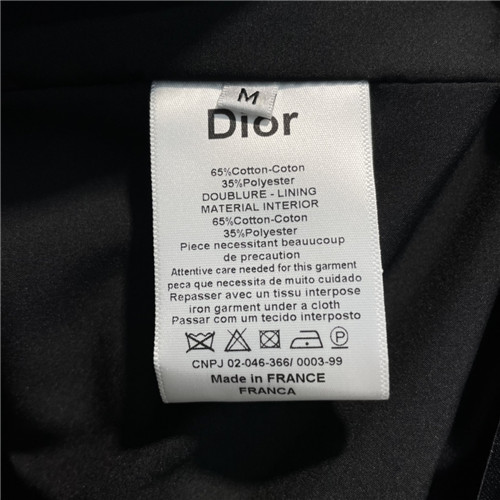 M
Dior
65%Cotton-Coton
35%Polyester
DOUBLURE - LINING
MATERIAL INTERIOR
65%Cotton-Coton
35%Polyester
Piece necessitant beauucoup
de precaution
Attentive care needed for this garment
peca que necessita de muito cuidado
Repasser avec un tissu interpose
iron garment under a cloth
Passar com um tecido interposto
P
CNPJ 02-046-366/ 0003-99
Made in FRANCE
FRANCA